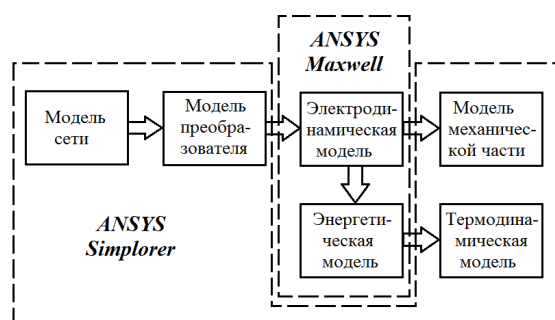 ANSYS
Maxwell
Модель
сети
Модель
преобра-
зователя
Электроди-
намическая
модель
Модель
механичес-
кой части
ANSYS
Simplorer
Энергети-
ческая
модель
Термодина-
мическая
модель